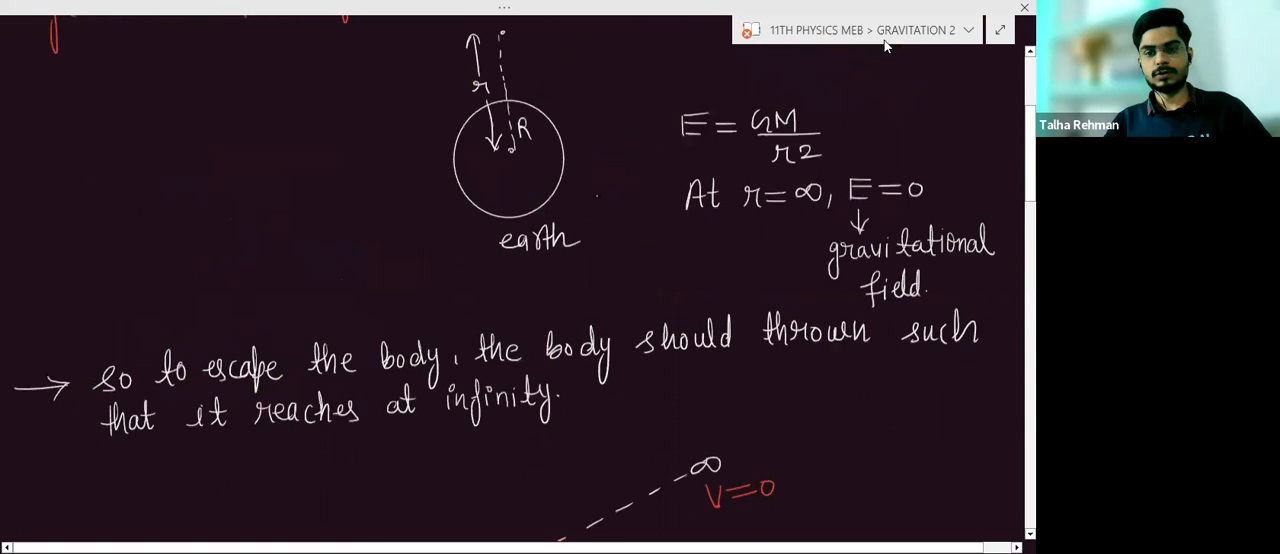 11TH PHYSICS MEB > GRAVITATION 2
r
R
earth
E = GM
r2
At r = ∞, E = 0
gravitational
field.
Talha Rehman
→ so to escape the body, the body should thrown such
that it reaches at infinity.
∞
V = 0